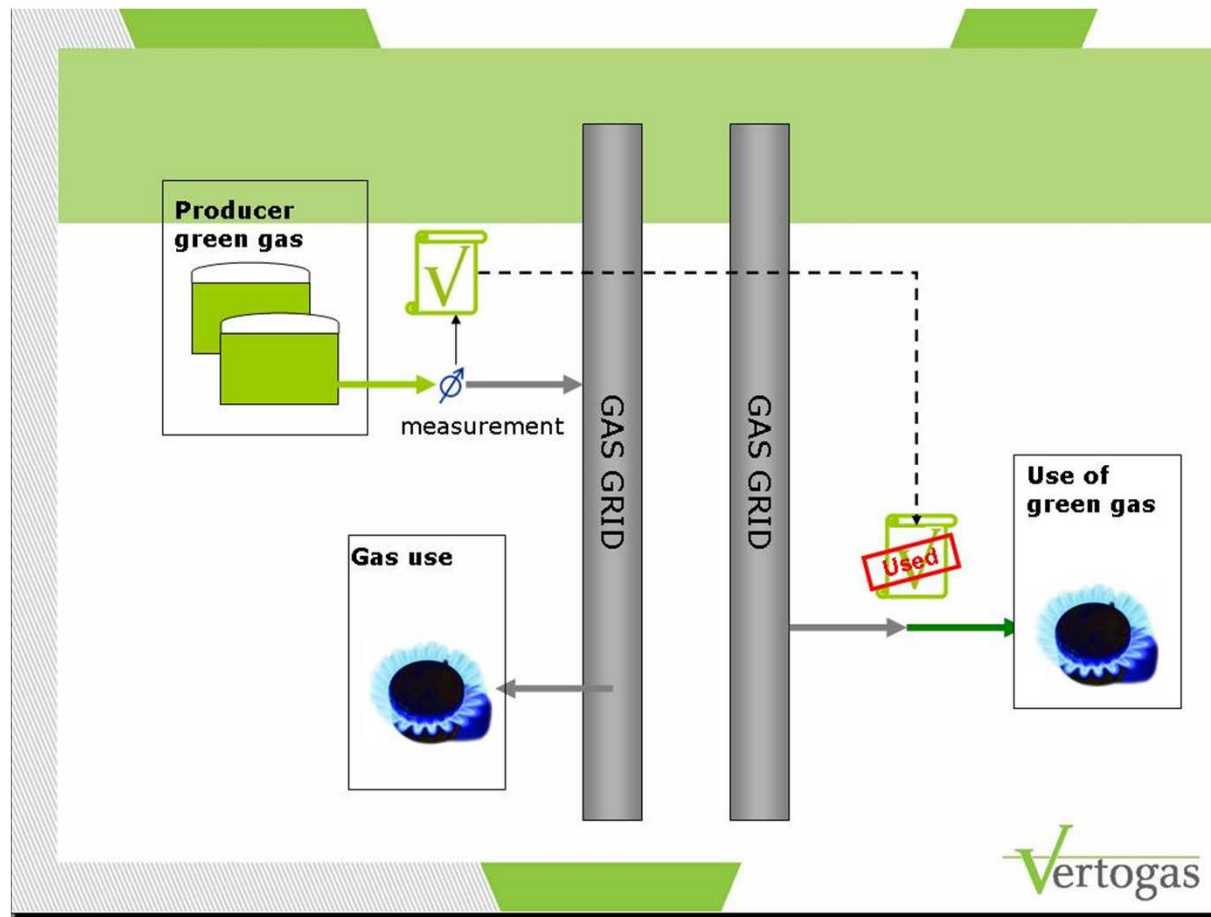 Producer
green gas
V
measurement
GAS GRID
GAS GRID
Gas use
Use of
green gas
V
Used
Vertogas